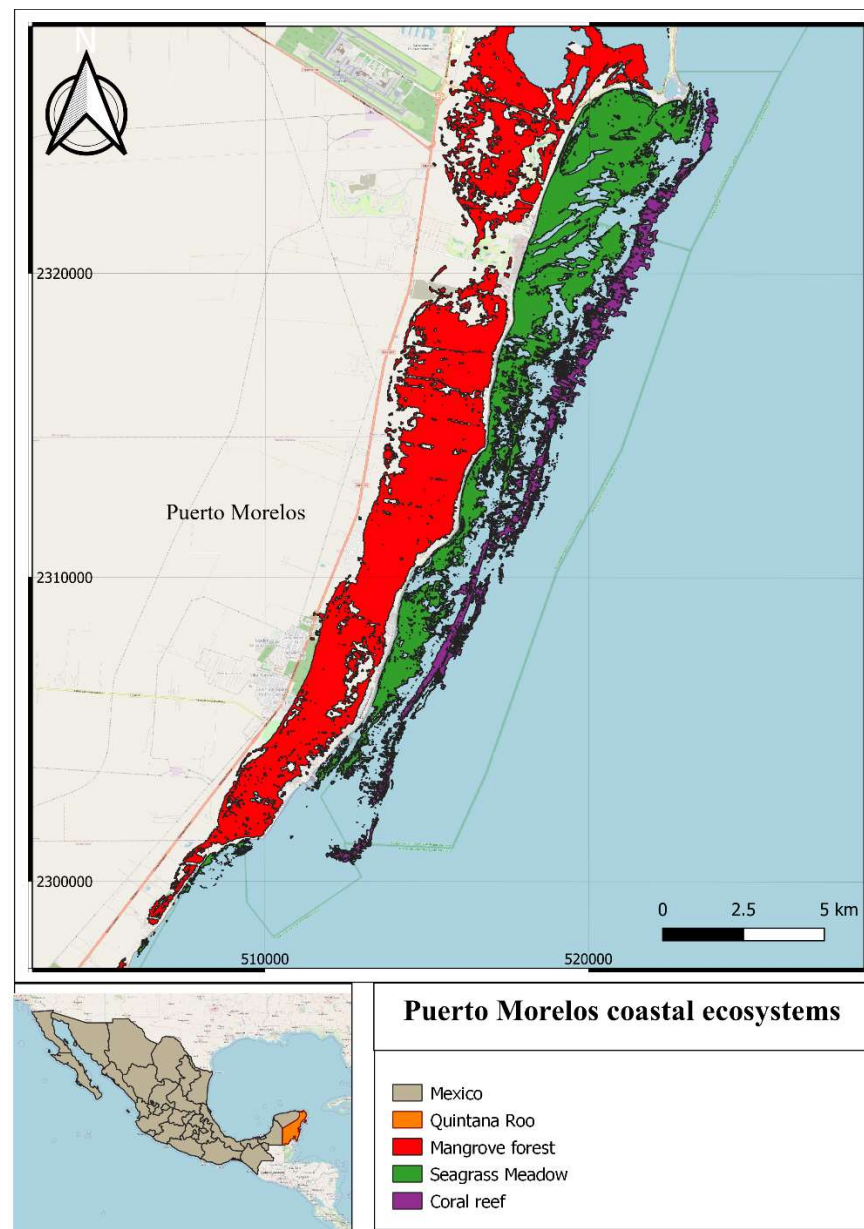 N
2320000
Puerto Morelos
2310000
2300000
0 2.5 5 km
510000 520000
Puerto Morelos coastal ecosystems
Mexico
Quintana Roo
Mangrove forest
Seagrass Meadow
Coral reef